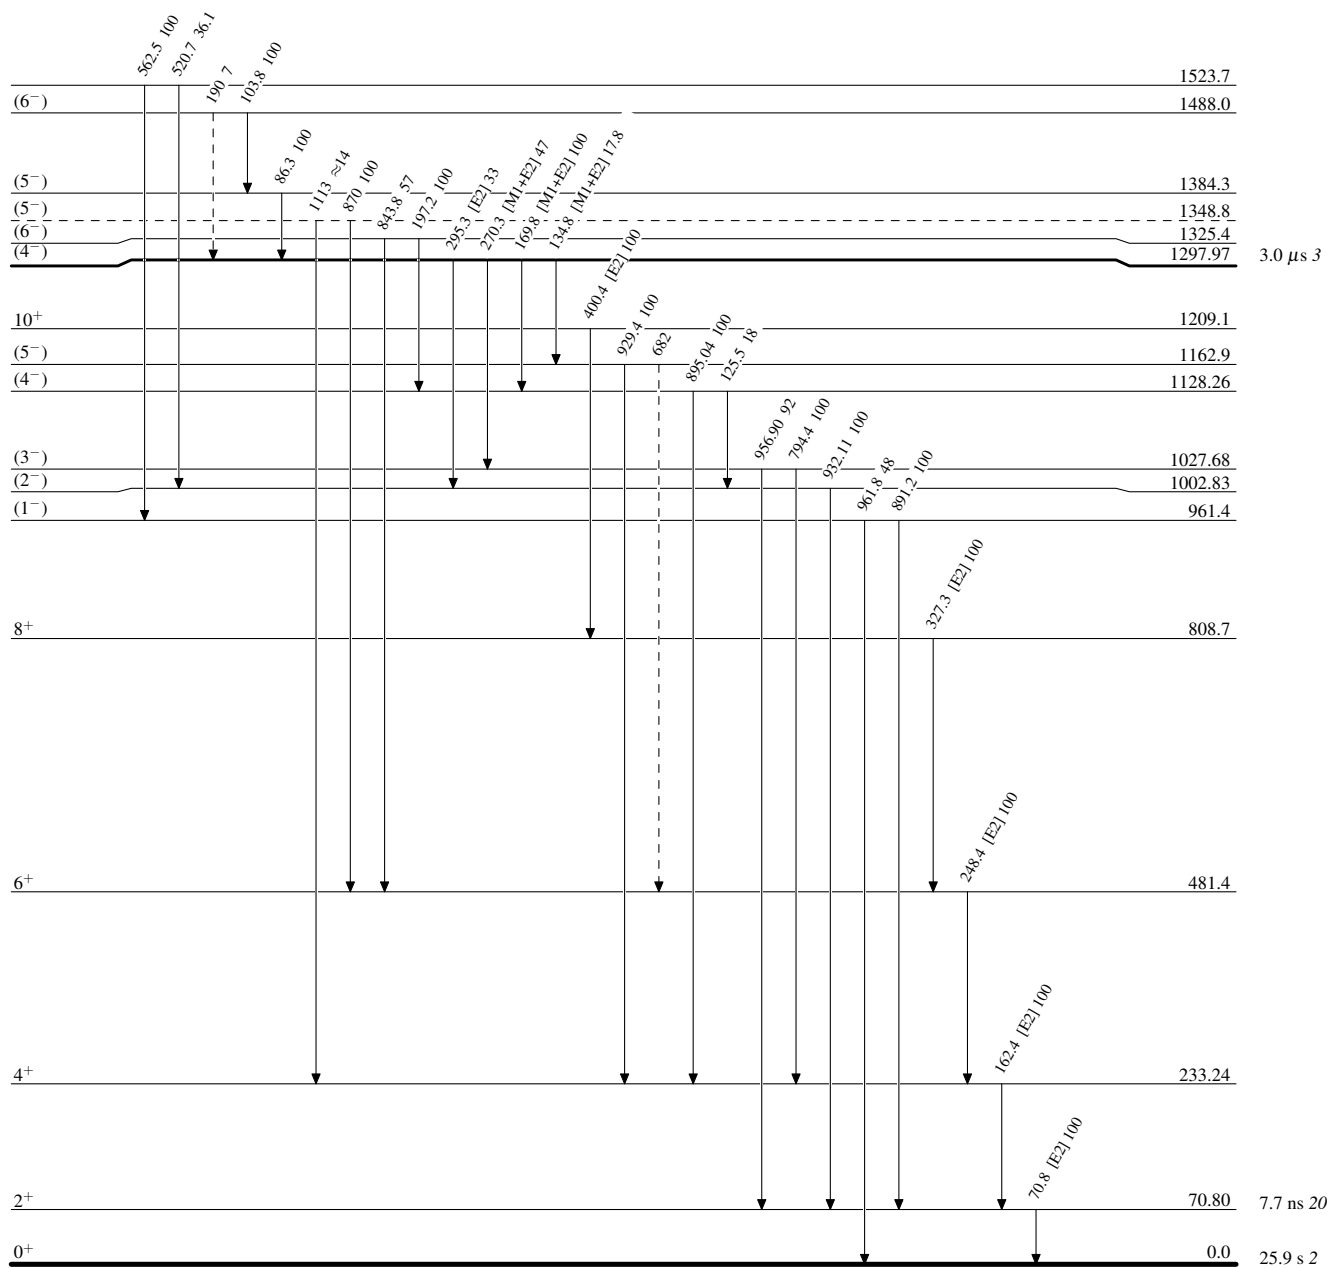 562.5 100
520.7 36.1
190 7
103.8 100
1523.7
(6−) 1488.0
86.3 100
1113 ≈14
870 100
843.8 57
197.2 100
295.3 [E2] 33
270.3 [M1+E2] 47
169.8 [M1+E2] 100
134.8 [M1+E2] 17.8
(5−) 1384.3
(5−) 1348.8
(6−) 1325.4
(4−) 1297.97 3.0 μs 3
400.4 [E2] 100
929.4 100
682
895.04 100
125.5 18
10+ 1209.1
(5−) 1162.9
(4−) 1128.26
956.90 92
794.4 100
932.11 100
961.8 48
891.2 100
(3−) 1027.68
(2−) 1002.83
(1−) 961.4
327.3 [E2] 100
8+ 808.7
248.4 [E2] 100
6+ 481.4
162.4 [E2] 100
4+ 233.24
70.8 [E2] 100
2+ 70.80 7.7 ns 20
0+ 0.0 25.9 s 2